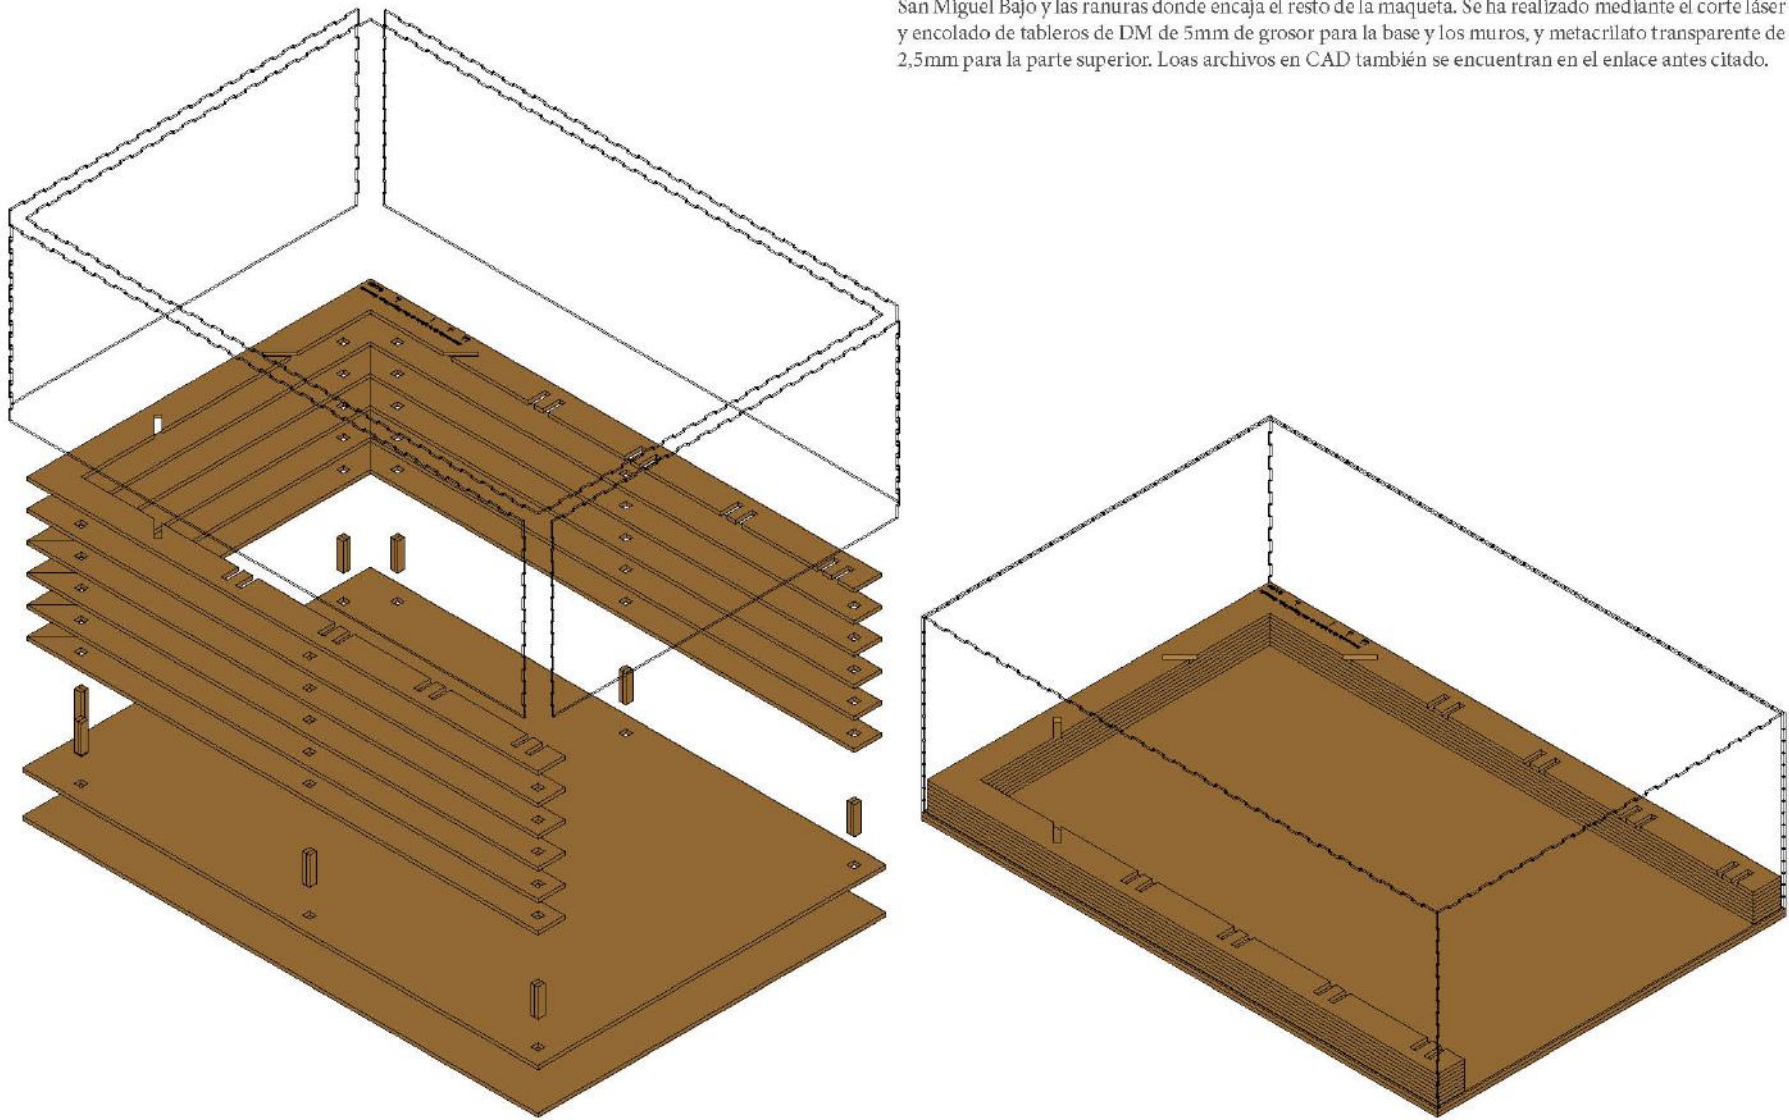 San Miguel Bajo y las ranuras donde encaja el resto de la maqueta. Se ha realizado mediante el corte láser
y encolado de tableros de DM de 5mm de grosor para la base y los muros, y metacrilato transparente de
2,5mm para la parte superior. Loas archivos en CAD también se encuentran en el enlace antes citado.